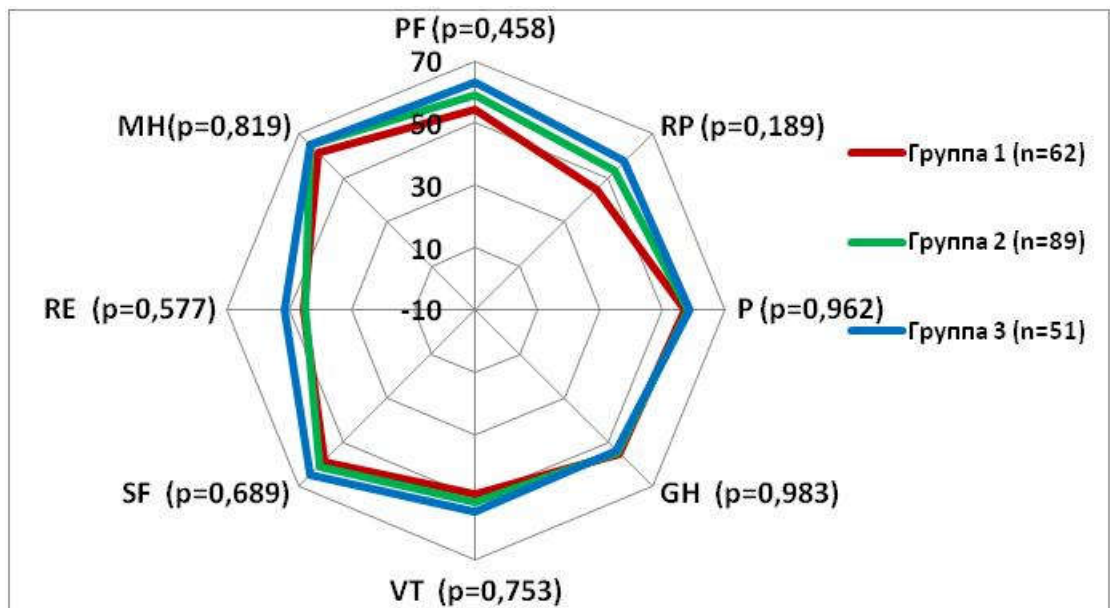 PF (p=0,458)
70
MH(p=0,819)
50
RP (p=0,189)
Группа 1 (n=62)
30
10
Группа 2 (n=89)
RE (p=0,577)
-10
P (p=0,962)
Группа 3 (n=51)
SF (p=0,689)
GH (p=0,983)
VT (p=0,753)